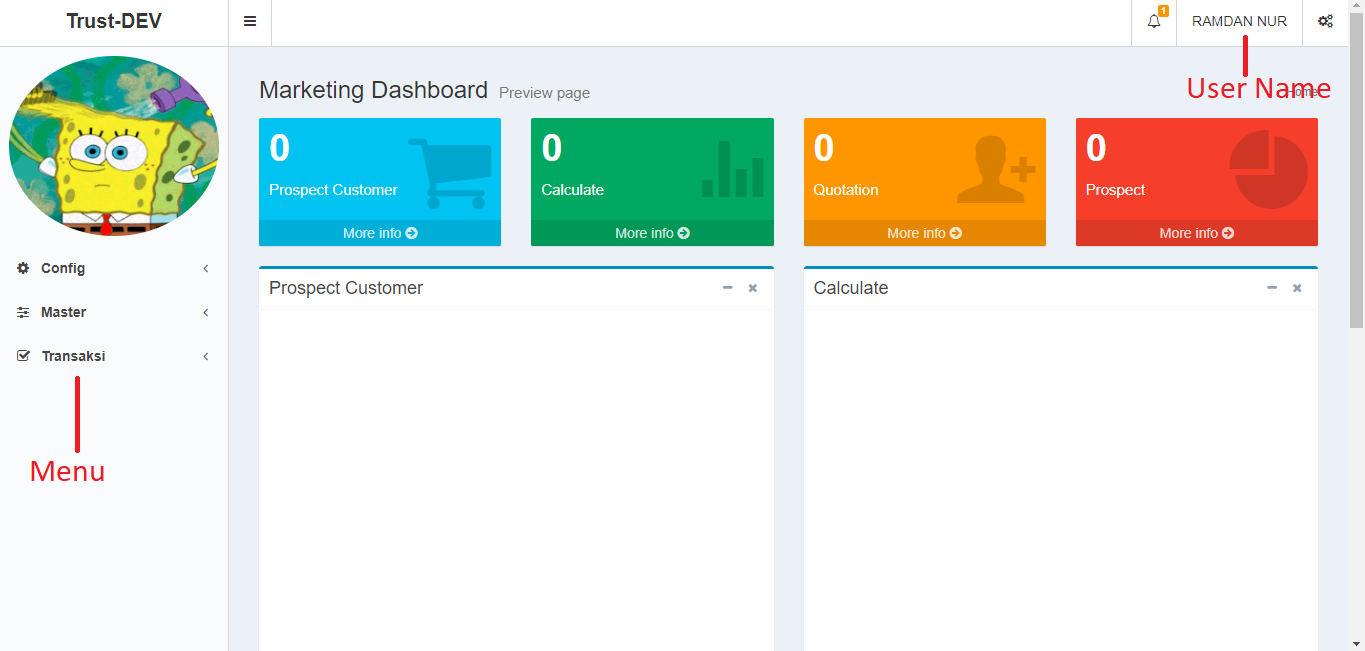 Trust-DEV
1
RAMDAN NUR
User Name
Marketing Dashboard Preview page
Home
0
Prospect Customer
More info
0
Calculate
More info
0
Quotation
More info
0
Prospect
More info
Config
Master
Transaksi
Menu
Prospect Customer
Calculate